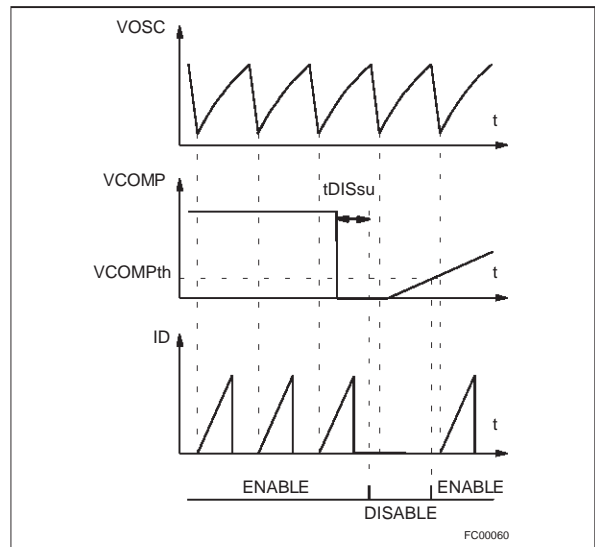 VOSC
t
VCOMP
tDISsu
VCOMPth
t
ID
t
ENABLE
ENABLE
DISABLE
FC00060